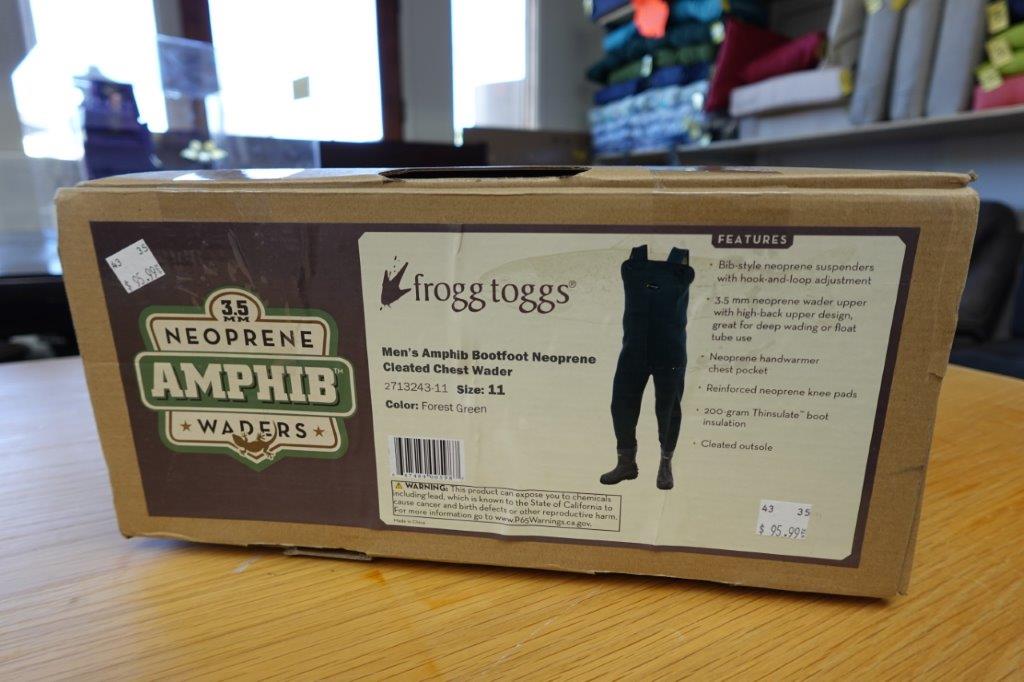 43 35
$ 95.99
3.5
MM
NEOPRENE
AMPHIB™
WADERS
frogg toggs®
Men's Amphib Bootfoot Neoprene
Cleated Chest Wader
2713243-11 Size: 11
Color: Forest Green
WARNING: This product can expose you to chemicals
including lead, which is known to the State of California to
cause cancer and birth defects or other reproductive harm.
For more information go to www.P65Warnings.ca.gov.
Made in China
FEATURES
• Bib-style neoprene suspenders
with hook-and-loop adjustment
• 3.5 mm neoprene wader upper
with high-back upper design,
great for deep wading or float
tube use
• Neoprene handwarmer
chest pocket
• Reinforced neoprene knee pads
• 200-gram Thinsulate™ boot
insulation
• Cleated outsole
43 35
$ 95.99